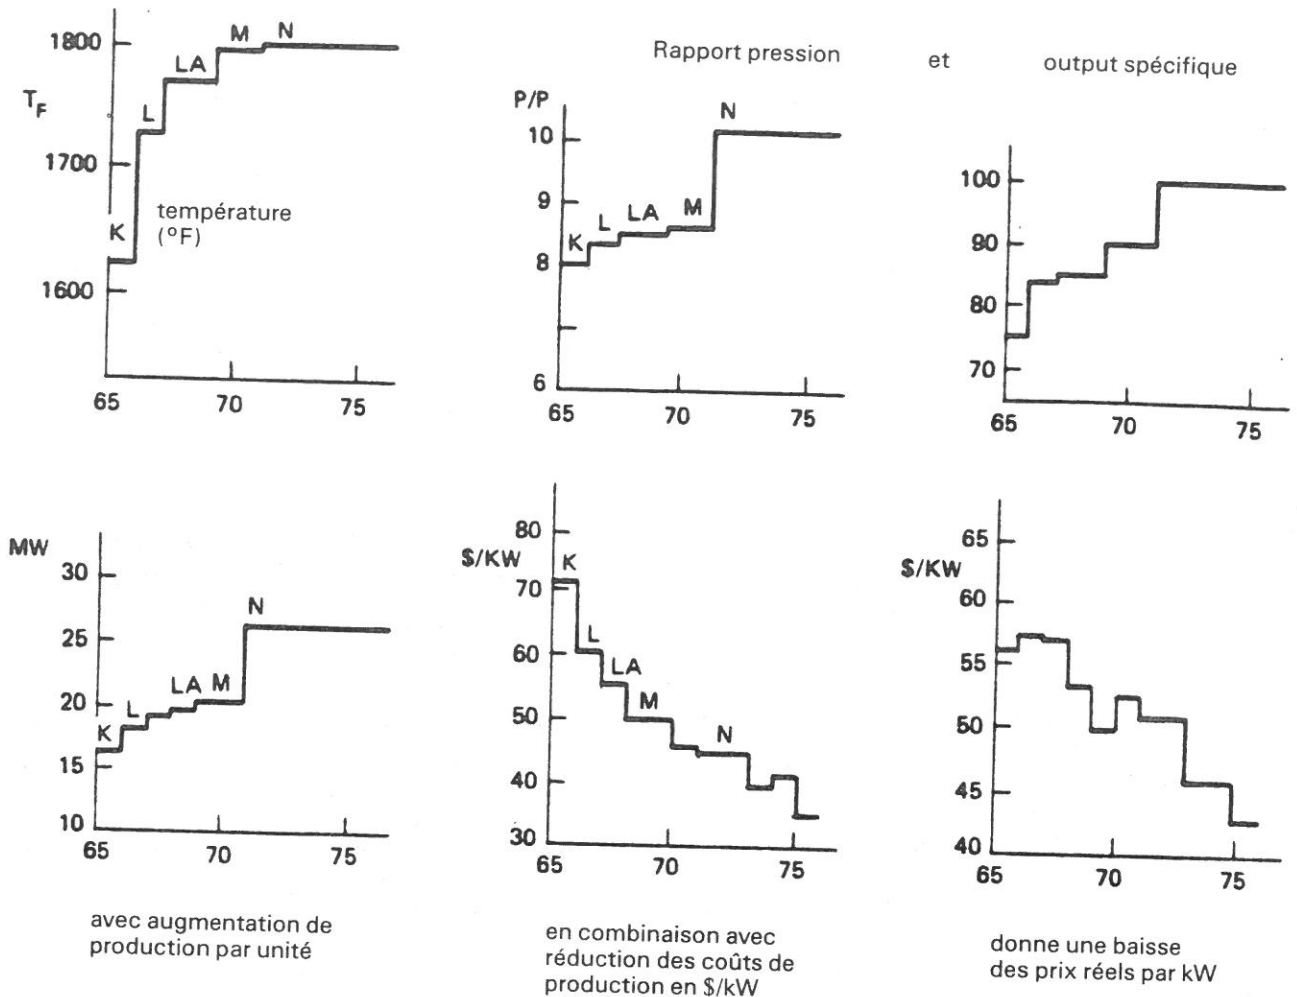 1800
M
N
LA
T_F
L
1700
température
(°F)
K
1600
65
70
75
Rapport pression
et
output spécifique
P/P
N
10
9
LA
M
L
K
8
6
65
70
75
100
90
80
70
65
70
75
MW
30
N
25
LA M
20
L
K
15
10
65
70
75
avec augmentation de
production par unité
80
$/KW
K
70
L
60
LA
M
50
N
40
30
65
70
75
en combinaison avec
réduction des coûts de
production en $/kW
65
$/KW
60
55
50
45
40
65
70
75
donne une baisse
des prix réels par kW